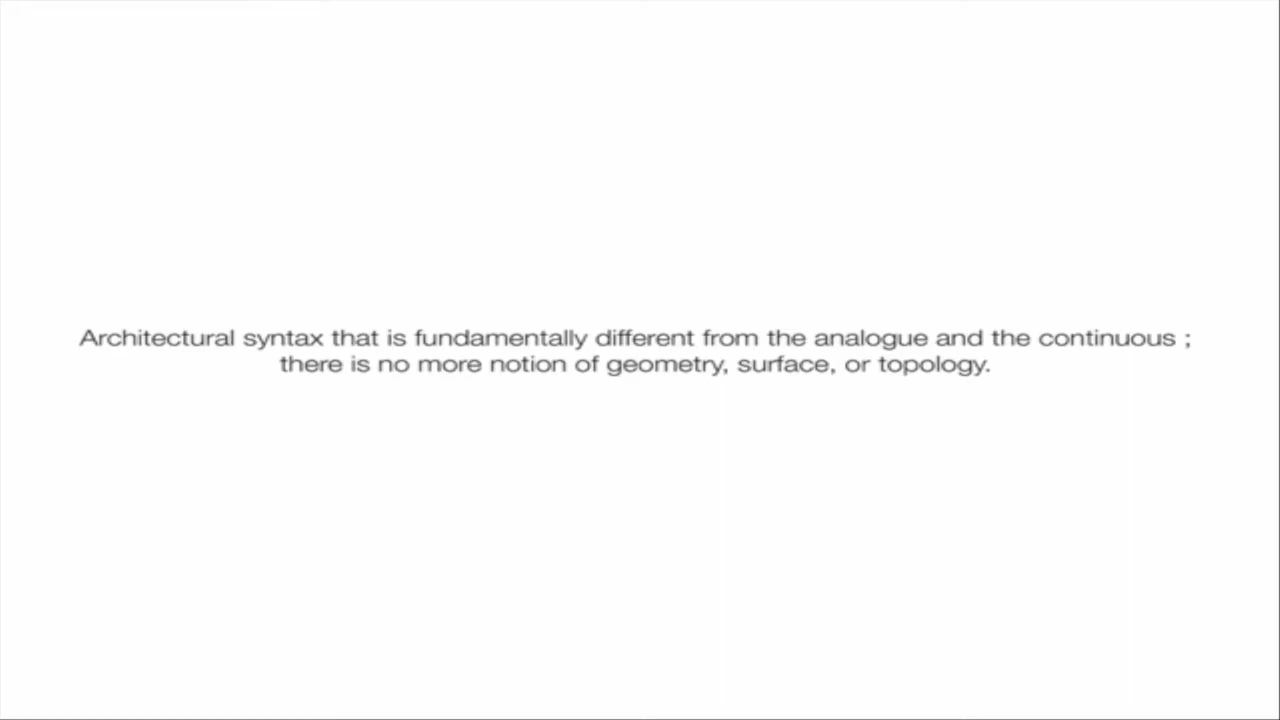 Architectural syntax that is fundamentally different from the analogue and the continuous ;
there is no more notion of geometry, surface, or topology.